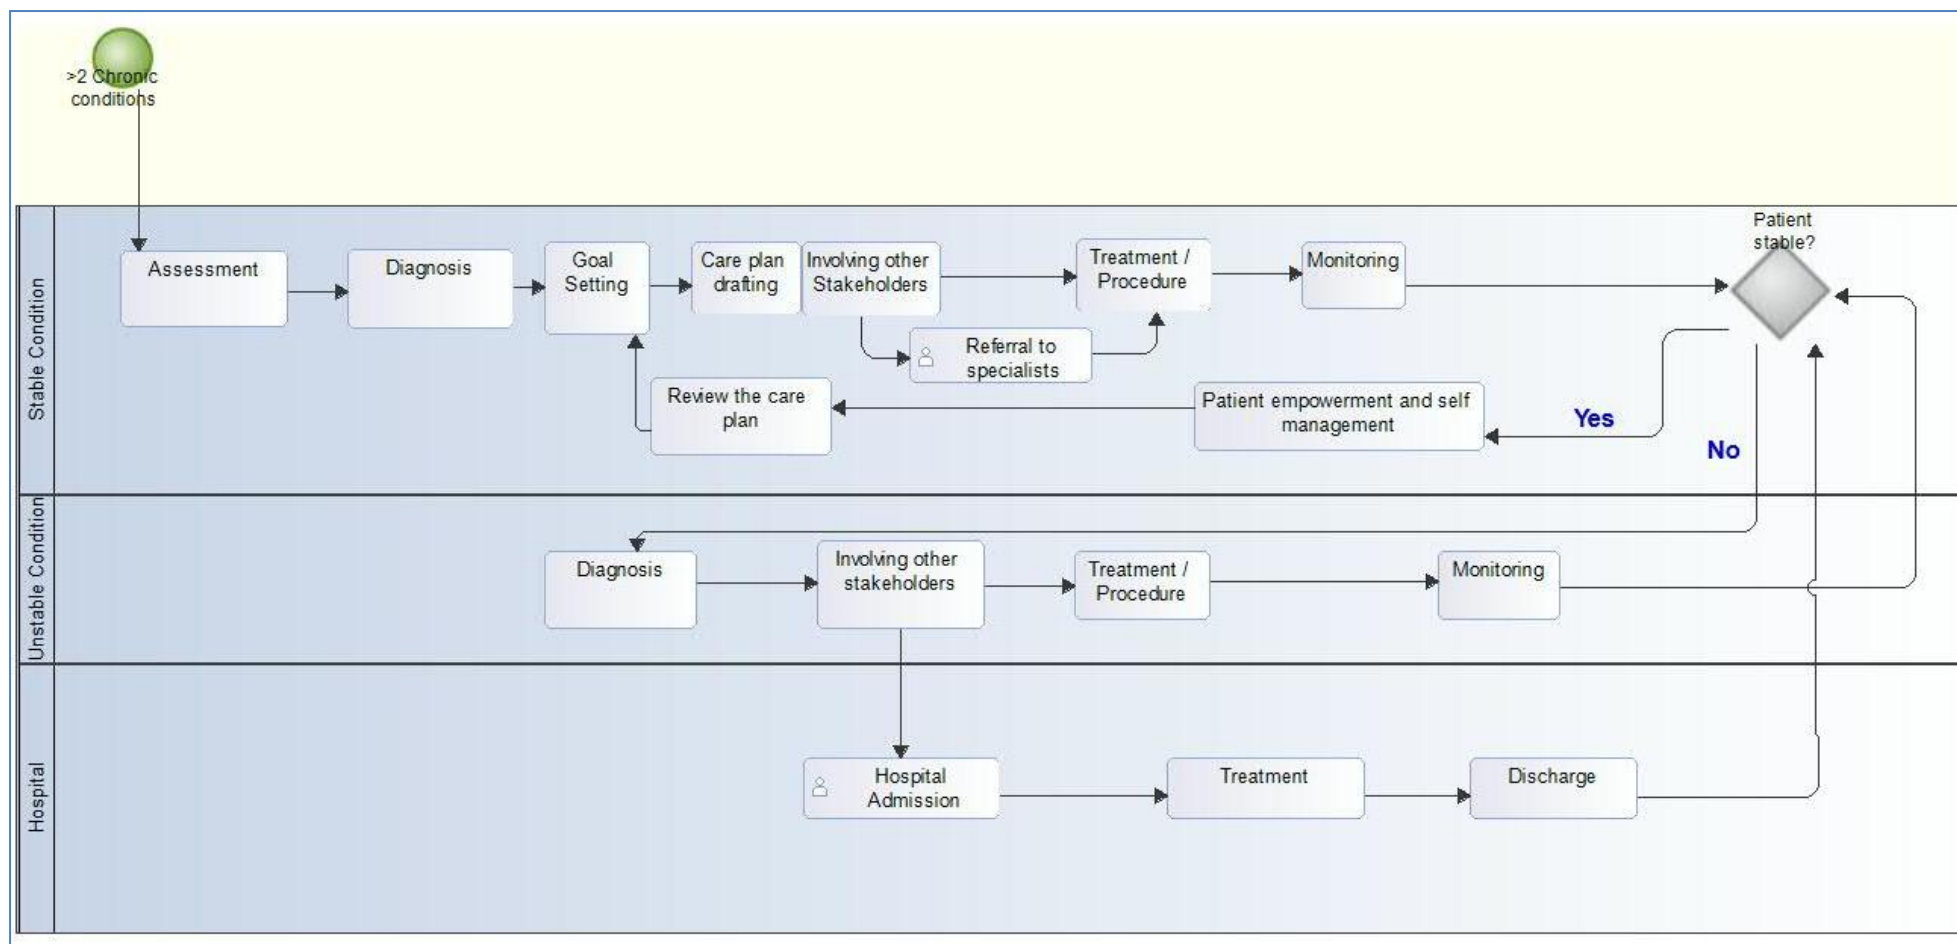 >2 Chronic
conditions
Stable Condition
Assessment
Diagnosis
Goal
Setting
Care plan
drafting
Involving other
Stakeholders
Treatment /
Procedure
Monitoring
Patient
stable?
Referral to
specialists
Review the care
plan
Patient empowerment and self
management
Yes
No
Unstable Condition
Diagnosis
Involving other
stakeholders
Treatment /
Procedure
Monitoring
Hospital
Hospital
Admission
Treatment
Discharge